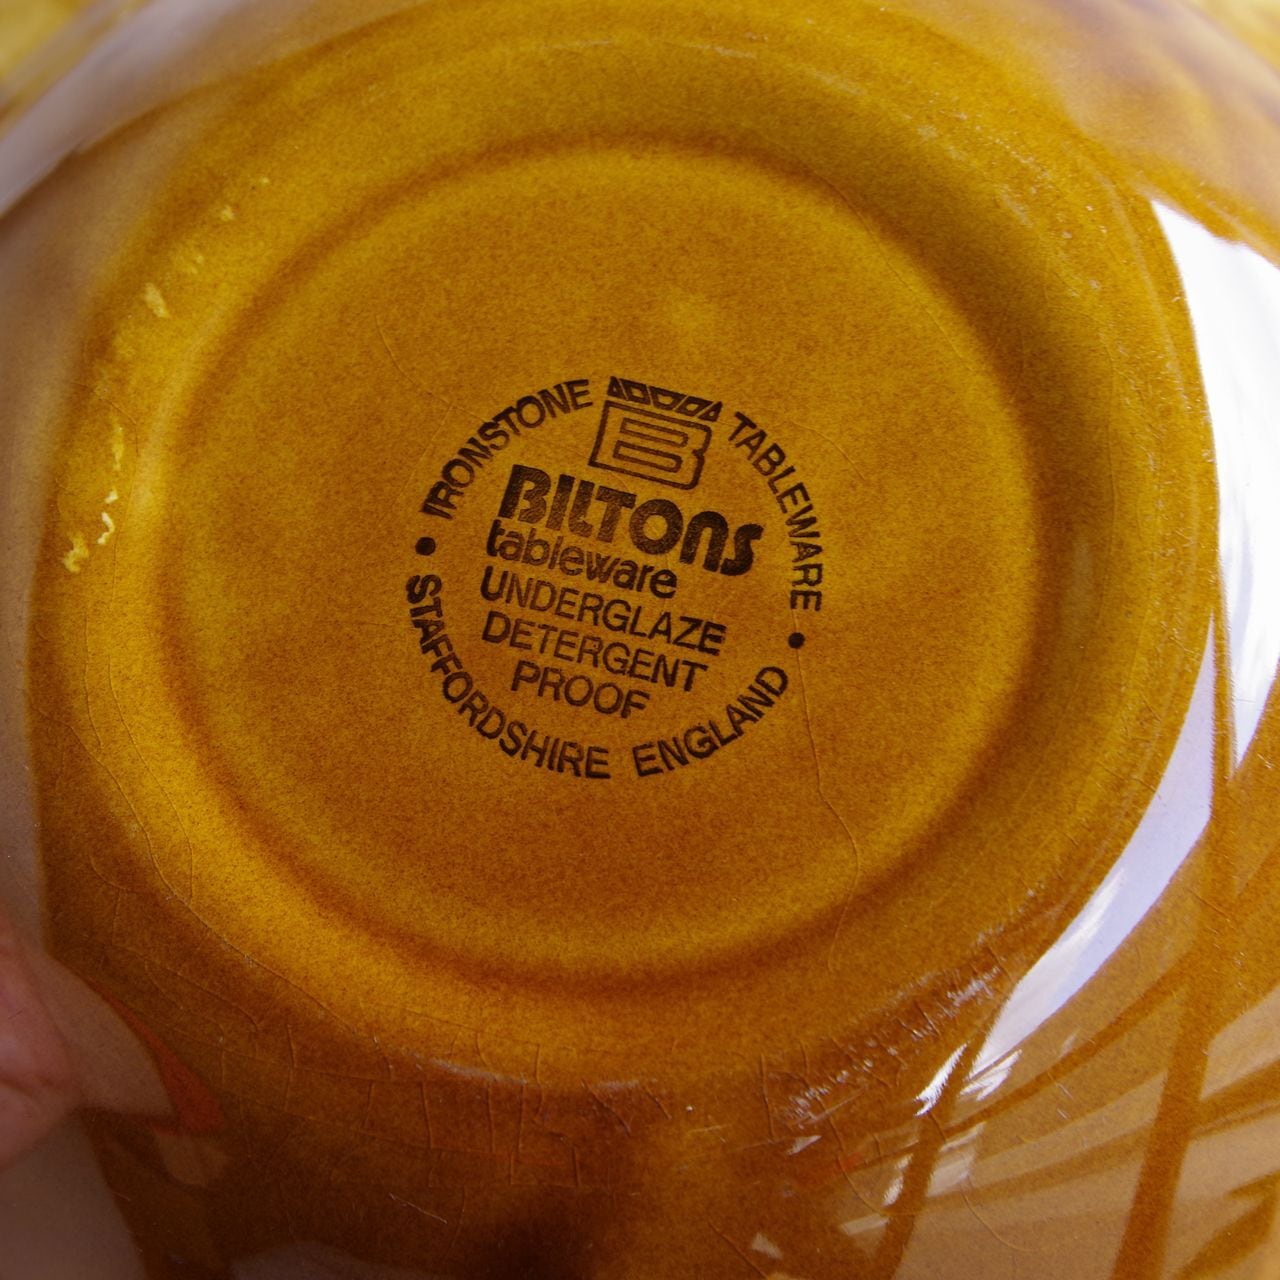 IRONSTONE TABLEWARE
B
BILTONS
tableware
UNDERGLAZE
DETERGENT
PROOF
STAFFORDSHIRE ENGLAND